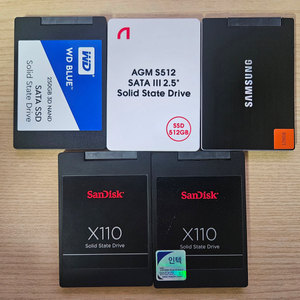 WD BLUE™
250GB 3D NAND
SATA SSD
Solid State Drive
WD
AGM S512
SATA III 2.5"
Solid State Drive
SSD
512GB
SAMSUNG
SanDisk
X110
Solid State Drive
SanDisk
X110
Solid State Drive
인텍